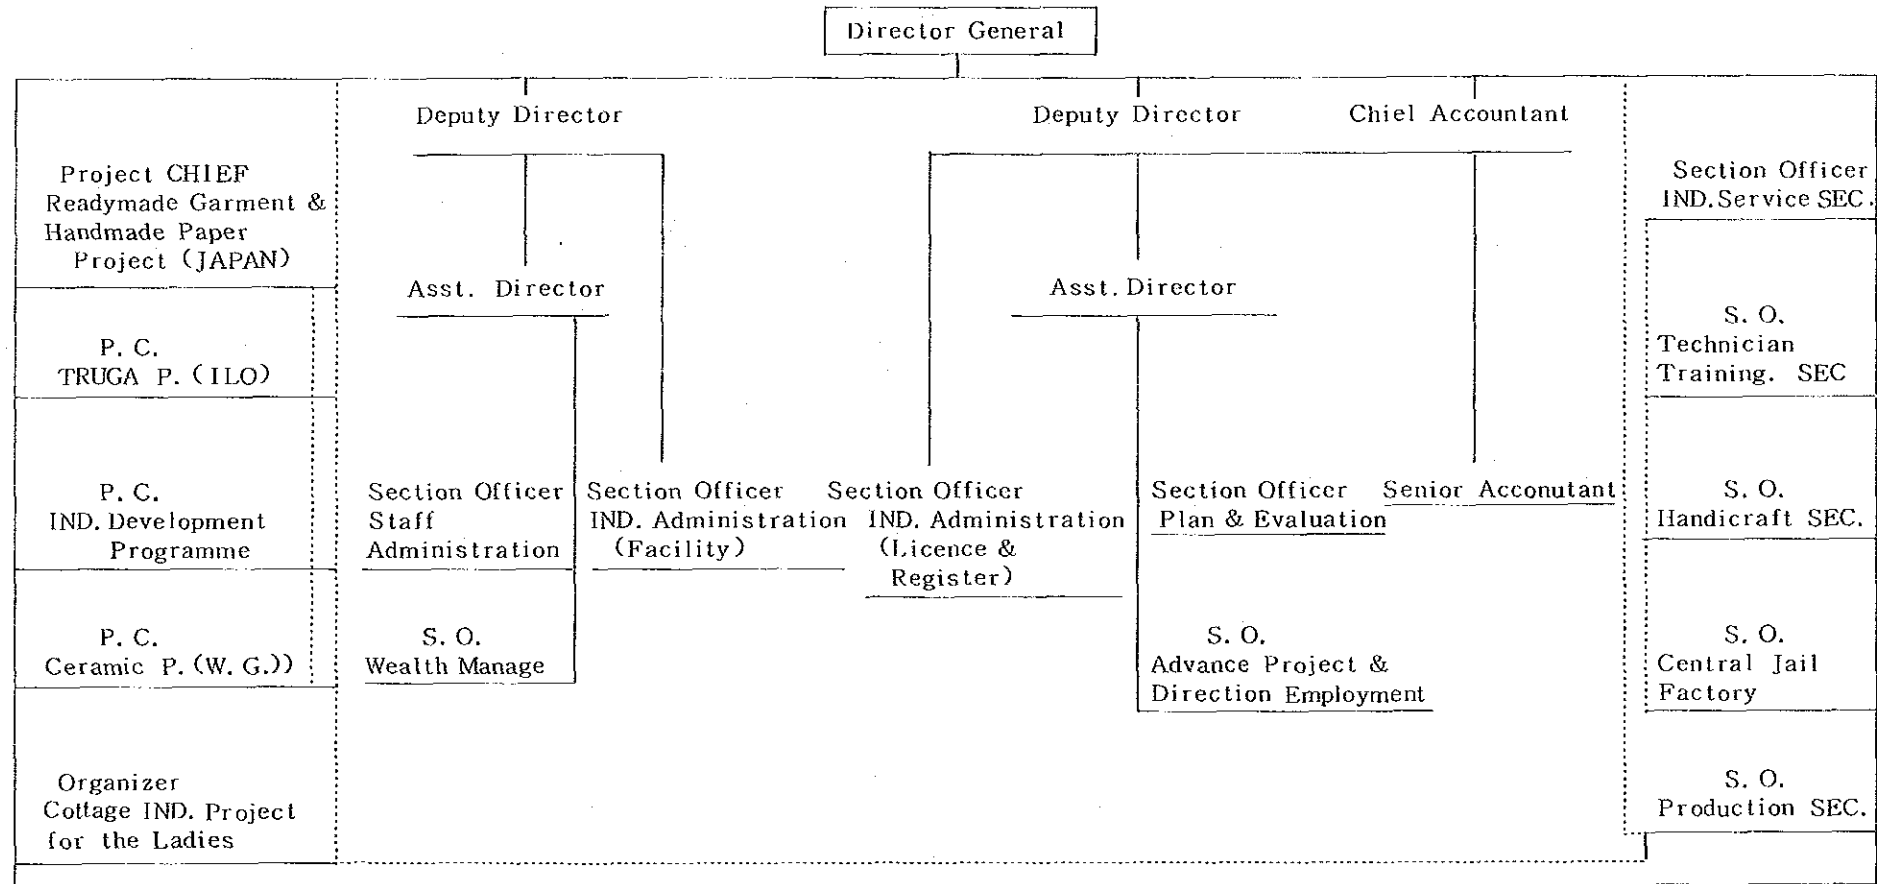 Director General
Deputy Director
Deputy Director
Chiel Accountant
Project CHIEF
Readymade Garment &
Handmade Paper
Project (JAPAN)
Section Officer
IND. Service SEC.
Asst. Director
Asst. Director
P. C.
TRUGA P. (ILO)
S. O.
Technician
Training. SEC
P. C.
IND. Development
Programme
Section Officer
Staff
Administration
Section Officer
IND. Administration
(Facility)
Section Officer
IND. Administration
(Licence &
Register)
Section Officer
Plan & Evaluation
Senior Acconutant
S. O.
Handicraft SEC.
P. C.
Ceramic P. (W. G.))
S. O.
Wealth Manage
S. O.
Advance Project &
Direction Employment
S. O.
Central Jail
Factory
Organizer
Cottage IND. Project
for the Ladies
S. O.
Production SEC.